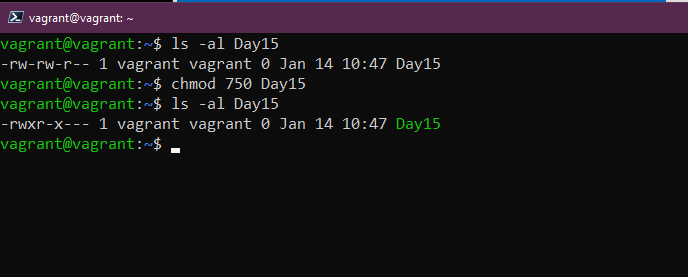 vagrant@vagrant: ~
vagrant@vagrant:~$ ls -al Day15
-rw-rw-r-- 1 vagrant vagrant 0 Jan 14 10:47 Day15
vagrant@vagrant:~$ chmod 750 Day15
vagrant@vagrant:~$ ls -al Day15
-rwxr-x--- 1 vagrant vagrant 0 Jan 14 10:47 Day15
vagrant@vagrant:~$